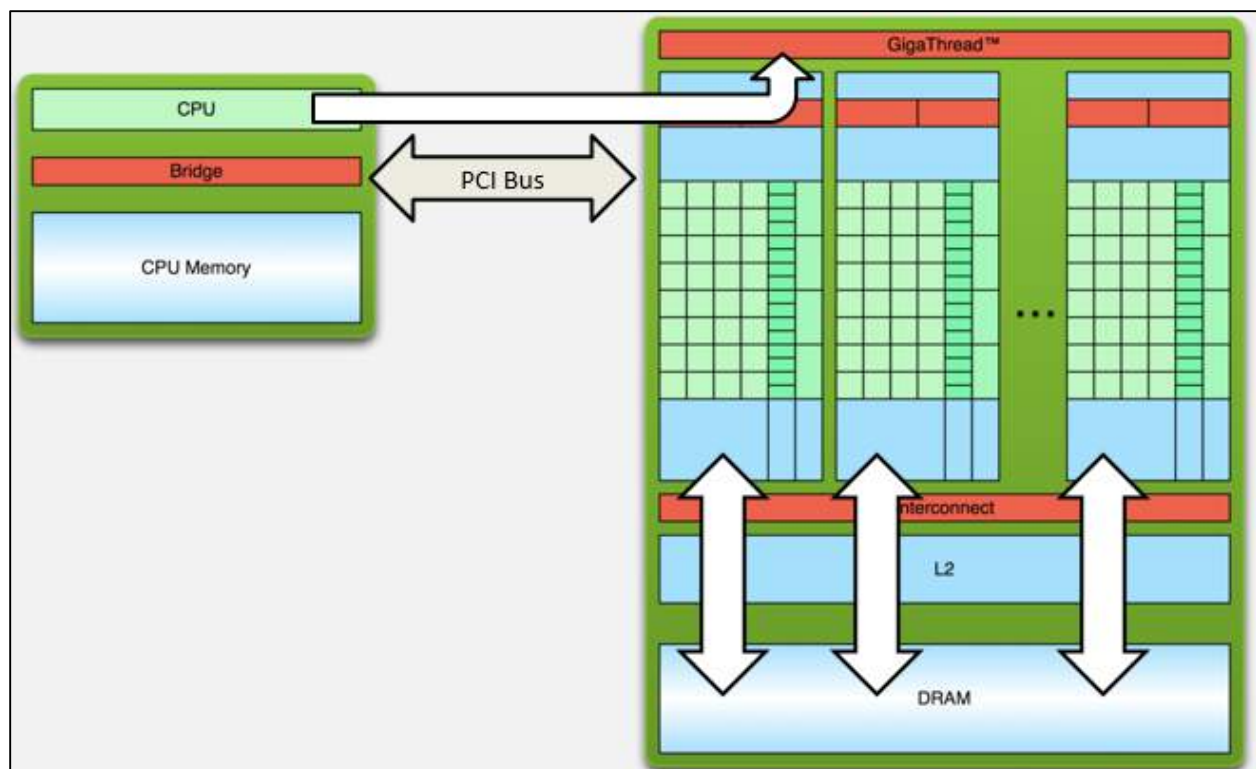 GigaThread™
CPU
Bridge
PCI Bus
CPU Memory
Interconnect
L2
DRAM